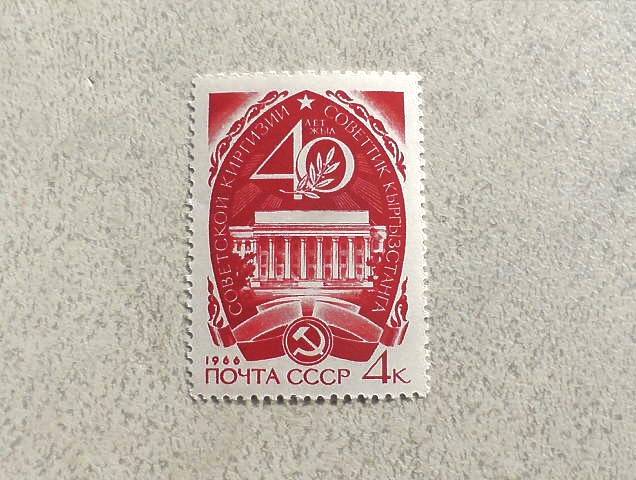 40 ЛЕТ
ЖЫЛ
СОВЕТСКОЙ КИРГИЗИИ
СОВЕТТИК КЫРГЫЗСТАНГА
1966
ПОЧТА СССР 4К